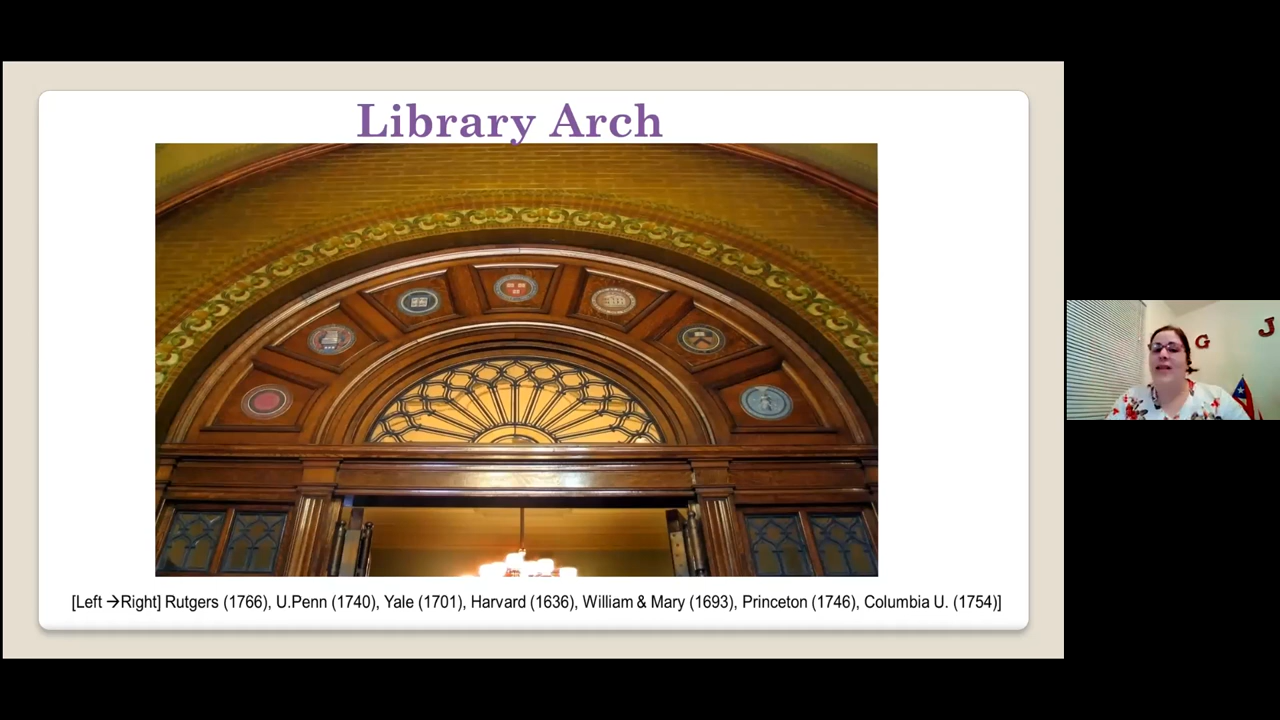 Library Arch
[Left →Right] Rutgers (1766), U.Penn (1740), Yale (1701), Harvard (1636), William & Mary (1693), Princeton (1746), Columbia U. (1754)]
G
J